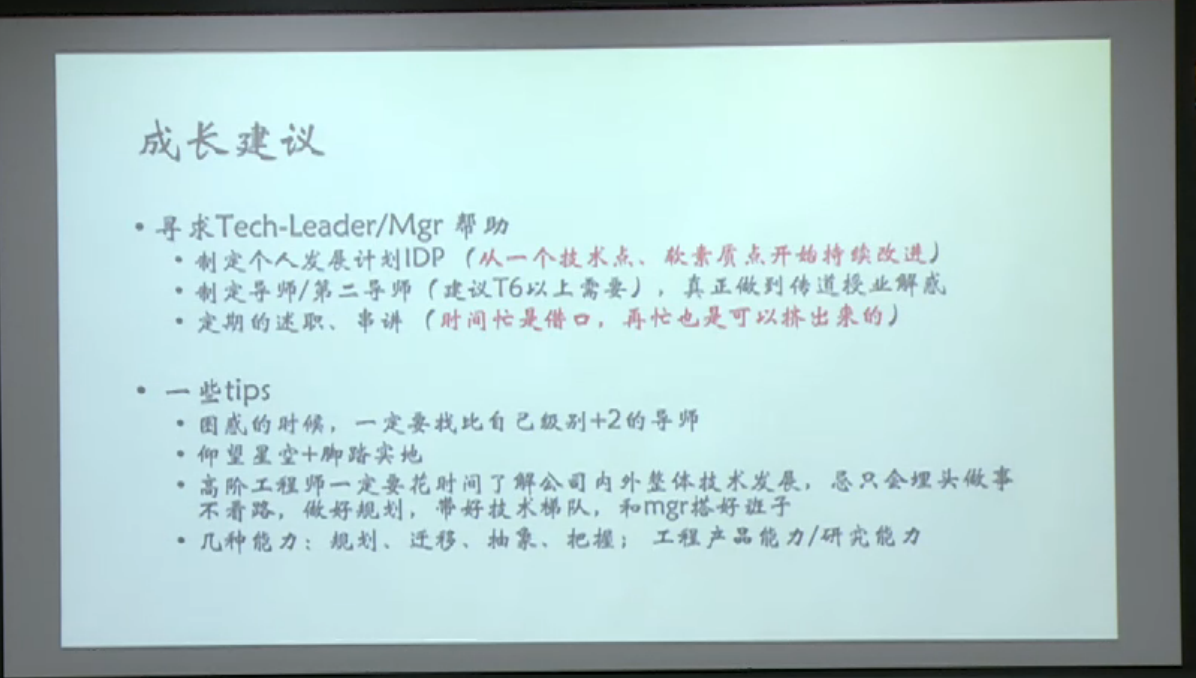 成长建议
• 寻求Tech-Leader/Mgr 帮助
• 制定个人发展计划IDP（从一个技术点、软素质点开始持续改进）
• 制定导师/第二导师（建议T6以上需要），真正做到传道授业解惑
• 定期的述职、串讲（时间忙是借口，再忙也是可以挤出来的）
• 一些tips
• 困惑的时候，一定要找比自己级别+2的导师
• 仰望星空+脚踏实地
• 高阶工程师一定要花时间了解公司内外整体技术发展，忌只会埋头做事
不看路，做好规划，带好技术梯队，和mgr搭好班子
• 几种能力：规划、迁移、抽象、把握； 工程产品能力/研究能力